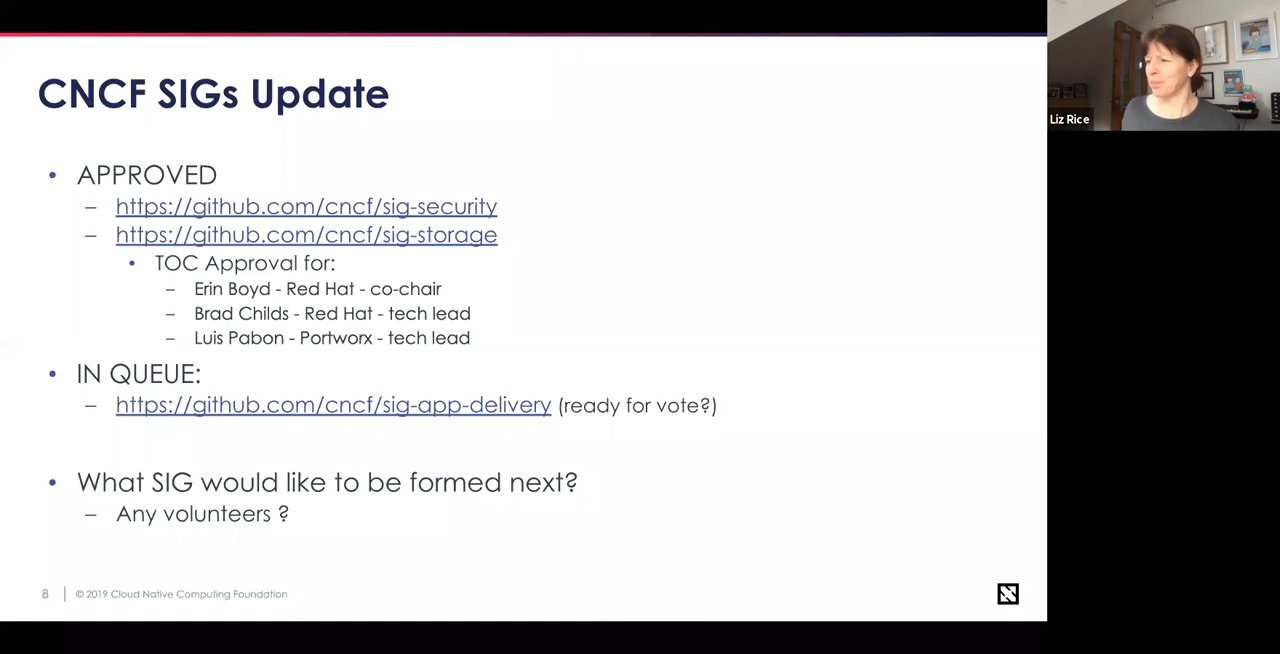 CNCF SIGs Update
• APPROVED
– https://github.com/cncf/sig-security
– https://github.com/cncf/sig-storage
• TOC Approval for:
– Erin Boyd - Red Hat - co-chair
– Brad Childs - Red Hat - tech lead
– Luis Pabon - Portworx - tech lead
• IN QUEUE:
– https://github.com/cncf/sig-app-delivery (ready for vote?)
• What SIG would like to be formed next?
– Any volunteers ?
8 | © 2019 Cloud Native Computing Foundation
Liz Rice